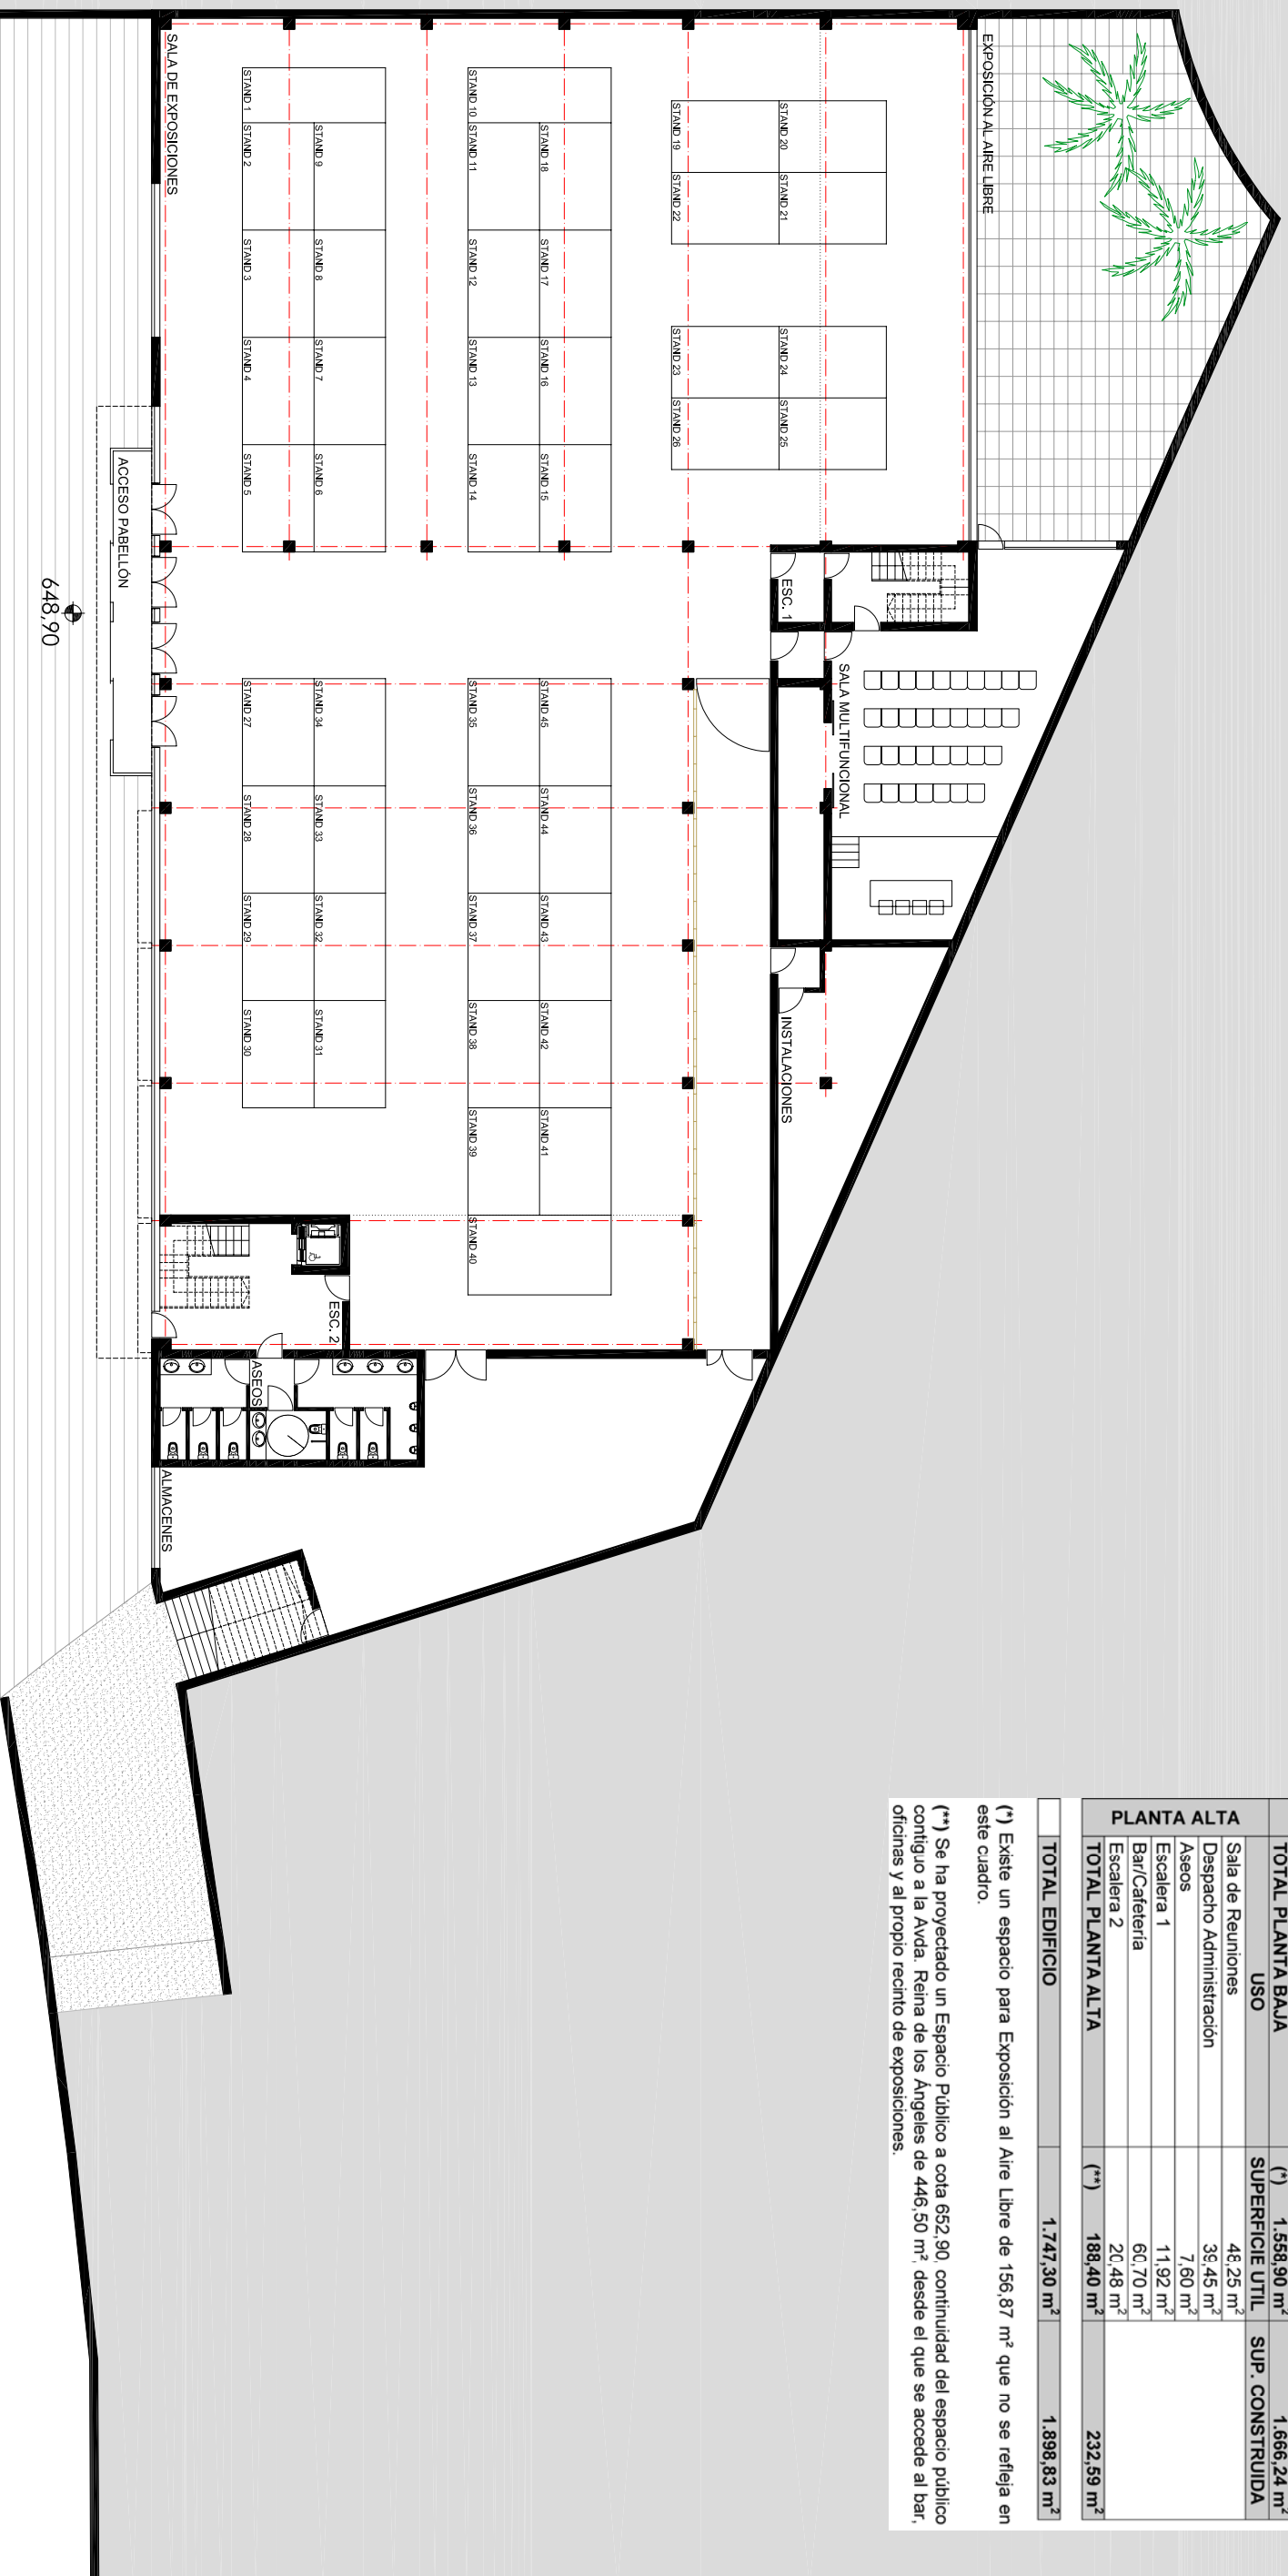 EXPOSICIÓN AL AIRE LIBRE
SALA DE EXPOSICIONES
STAND 1
STAND 2
STAND 3
STAND 4
STAND 5
STAND 6
STAND 7
STAND 8
STAND 9
STAND 10
STAND 11
STAND 12
STAND 13
STAND 14
STAND 15
STAND 16
STAND 17
STAND 18
STAND 19
STAND 20
STAND 21
STAND 22
STAND 23
STAND 24
STAND 25
STAND 26
ESC. 1
SALA MULTIFUNCIONAL
INSTALACIONES
STAND 27
STAND 28
STAND 29
STAND 30
STAND 31
STAND 32
STAND 33
STAND 34
STAND 35
STAND 36
STAND 37
STAND 38
STAND 39
STAND 40
STAND 41
STAND 42
STAND 43
STAND 44
STAND 45
ESC. 2
ASEOS
ALMACENES
ACCESO PABELLÓN
648,90
TOTAL PLANTA BAJA (*) 1.558,90 m² 1.666,24 m²
PLANTA ALTA
USO SUPERFICIE UTIL SUP. CONSTRUIDA
Sala de Reuniones 48,25 m²
Despacho Administración 39,45 m²
Aseos 7,60 m²
Escalera 1 11,92 m²
Bar/Cafetería 60,70 m²
Escalera 2 20,48 m²
TOTAL PLANTA ALTA (**) 188,40 m² 232,59 m²
TOTAL EDIFICIO 1.747,30 m² 1.898,83 m²
(*) Existe un espacio para Exposición al Aire Libre de 156,87 m² que no se refleja en
este cuadro.
(**) Se ha proyectado un Espacio Público a cota 652,90, continuidad del espacio público
contiguo a la Avda. Reina de los Ángeles de 446,50 m², desde el que se accede al bar,
oficinas y al propio recinto de exposiciones.